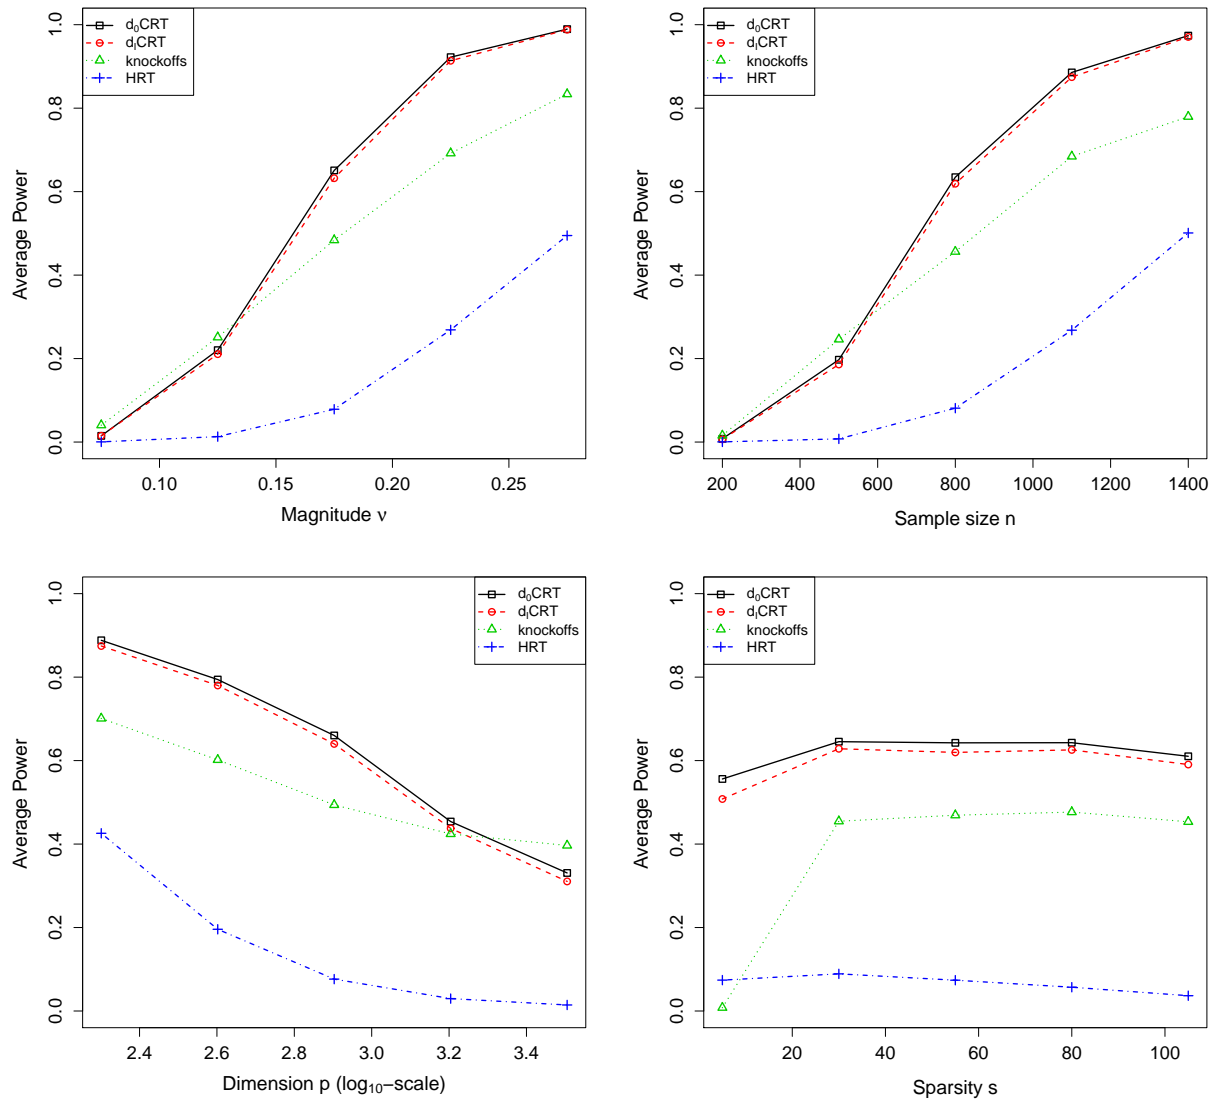 d₀CRT
dₗCRT
knockoffs
HRT
Average Power
0.0 0.2 0.4 0.6 0.8 1.0
0.10 0.15 0.20 0.25
Magnitude ν
d₀CRT
dₗCRT
knockoffs
HRT
Average Power
0.0 0.2 0.4 0.6 0.8 1.0
200 400 600 800 1000 1200 1400
Sample size n
d₀CRT
dₗCRT
knockoffs
HRT
Average Power
0.0 0.2 0.4 0.6 0.8 1.0
2.4 2.6 2.8 3.0 3.2 3.4
Dimension p (log₁₀−scale)
d₀CRT
dₗCRT
knockoffs
HRT
Average Power
0.0 0.2 0.4 0.6 0.8 1.0
20 40 60 80 100
Sparsity s